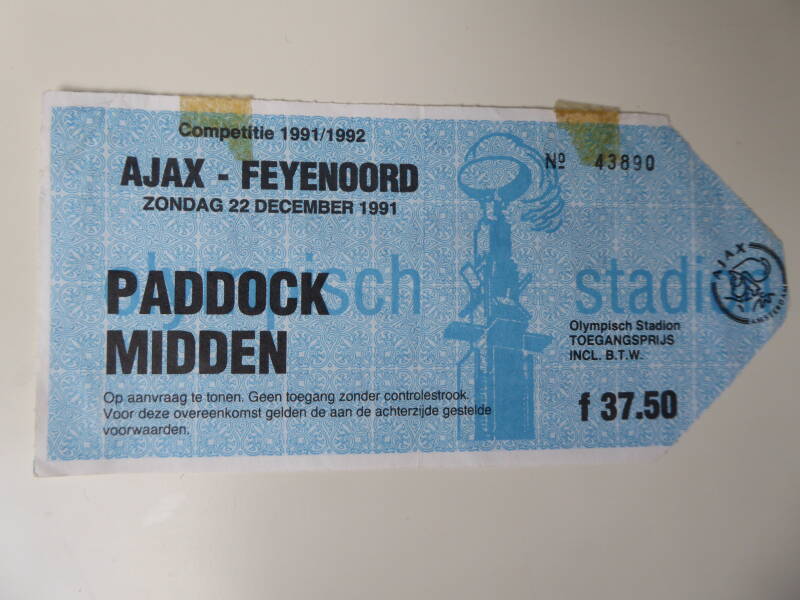 Competitie 1991/1992
AJAX - FEYENOORD
ZONDAG 22 DECEMBER 1991
Nº 43890
olympisch stadion
PADDOCK
MIDDEN
AJAX
AMSTERDAM
Olympisch Stadion
TOEGANGSPRIJS
INCL. B.T.W.
f 37.50
Op aanvraag te tonen. Geen toegang zonder controlestrook.
Voor deze overeenkomst gelden de aan de achterzijde gestelde
voorwaarden.